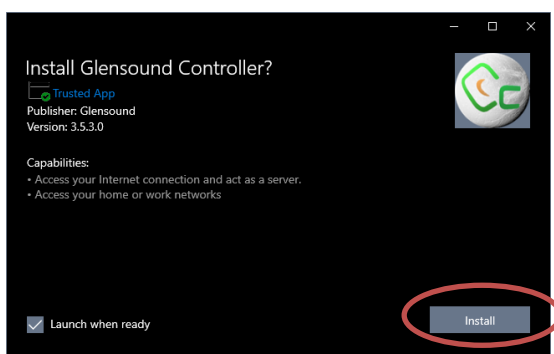 Install Glensound Controller?
Trusted App
Publisher: Glensound
Version: 3.5.3.0
Capabilities:
• Access your Internet connection and act as a server.
• Access your home or work networks
Launch when ready
Install